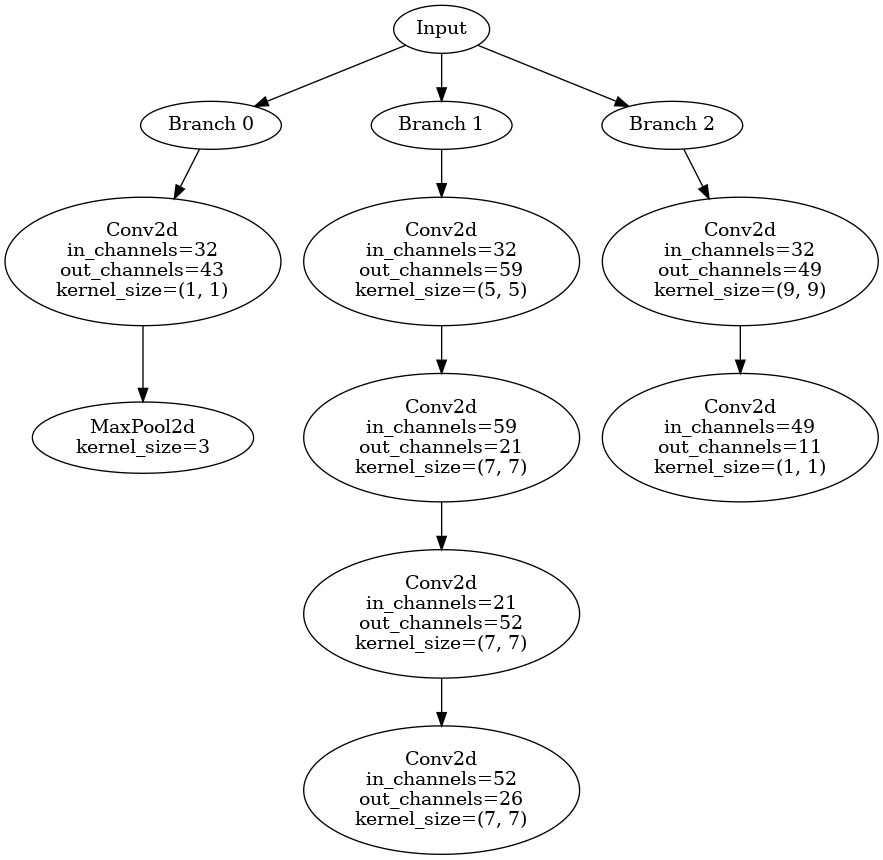 Input
Branch 0
Branch 1
Branch 2
Conv2d
in_channels=32
out_channels=43
kernel_size=(1, 1)
Conv2d
in_channels=32
out_channels=59
kernel_size=(5, 5)
Conv2d
in_channels=32
out_channels=49
kernel_size=(9, 9)
MaxPool2d
kernel_size=3
Conv2d
in_channels=59
out_channels=21
kernel_size=(7, 7)
Conv2d
in_channels=49
out_channels=11
kernel_size=(1, 1)
Conv2d
in_channels=21
out_channels=52
kernel_size=(7, 7)
Conv2d
in_channels=52
out_channels=26
kernel_size=(7, 7)